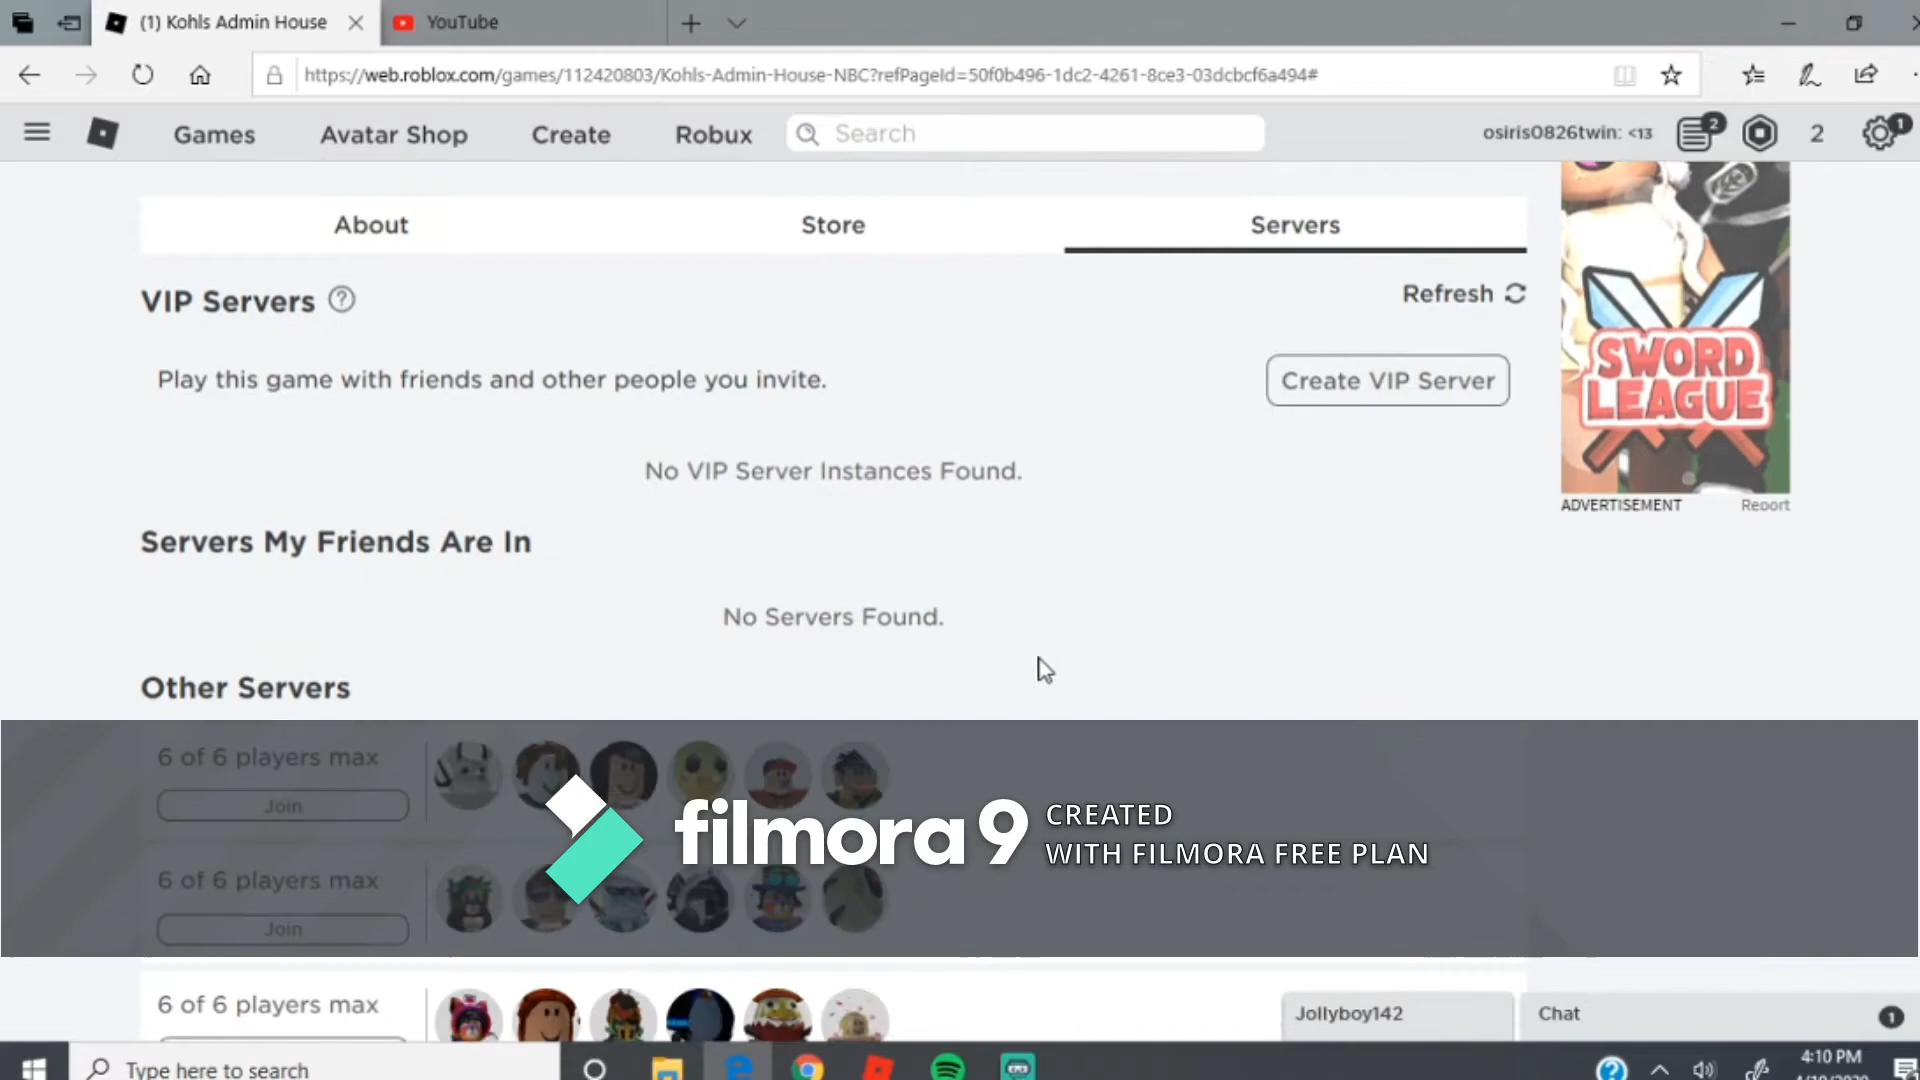 (1) Kohls Admin House
YouTube
https://web.roblox.com/games/112420803/Kohls-Admin-House-NBC?refPageId=50f0b496-1dc2-4261-8ce3-03dcbcf6a494#
Games
Avatar Shop
Create
Robux
Search
osiris0826twin: <13
2
2
1
About
Store
Servers
VIP Servers ?
Refresh
Play this game with friends and other people you invite.
Create VIP Server
No VIP Server Instances Found.
SWORD
LEAGUE
ADVERTISEMENT
Report
Servers My Friends Are In
No Servers Found.
Other Servers
6 of 6 players max
Join
filmora9
CREATED
WITH FILMORA FREE PLAN
6 of 6 players max
Join
6 of 6 players max
Jollyboy142
Chat
1
Type here to search
4:10 PM